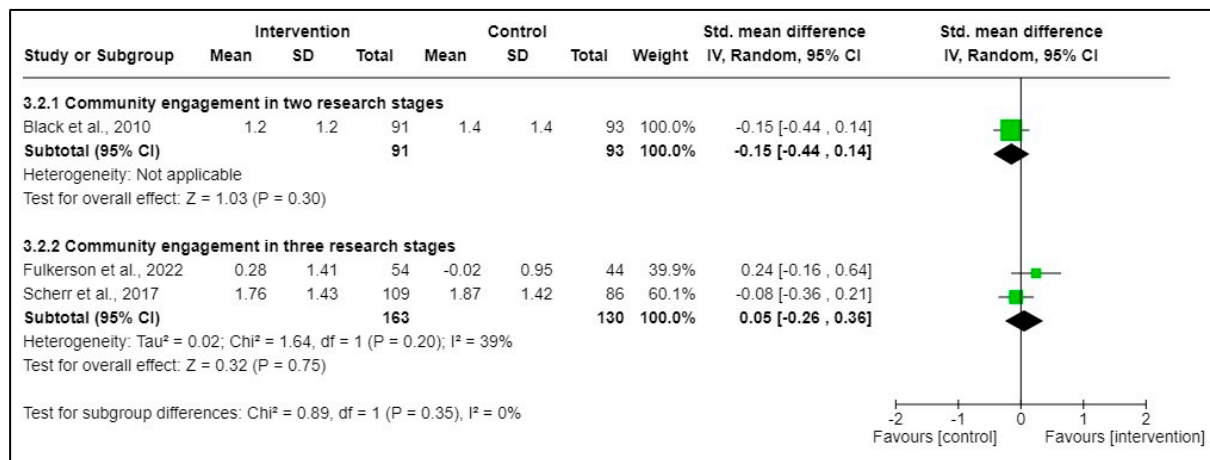 Intervention Control Std. mean difference Std. mean difference
Study or Subgroup Mean SD Total Mean SD Total Weight IV, Random, 95% CI IV, Random, 95% CI
3.2.1 Community engagement in two research stages
Black et al., 2010 1.2 1.2 91 1.4 1.4 93 100.0% -0.15 [-0.44 , 0.14]
Subtotal (95% CI) 91 93 100.0% -0.15 [-0.44 , 0.14]
Heterogeneity: Not applicable
Test for overall effect: Z = 1.03 (P = 0.30)
3.2.2 Community engagement in three research stages
Fulkerson et al., 2022 0.28 1.41 54 -0.02 0.95 44 39.9% 0.24 [-0.16 , 0.64]
Scherr et al., 2017 1.76 1.43 109 1.87 1.42 86 60.1% -0.08 [-0.36 , 0.21]
Subtotal (95% CI) 163 130 100.0% 0.05 [-0.26 , 0.36]
Heterogeneity: Tau² = 0.02; Chi² = 1.64, df = 1 (P = 0.20); I² = 39%
Test for overall effect: Z = 0.32 (P = 0.75)
Test for subgroup differences: Chi² = 0.89, df = 1 (P = 0.35), I² = 0%
-2 -1 0 1 2
Favours [control] Favours [intervention]